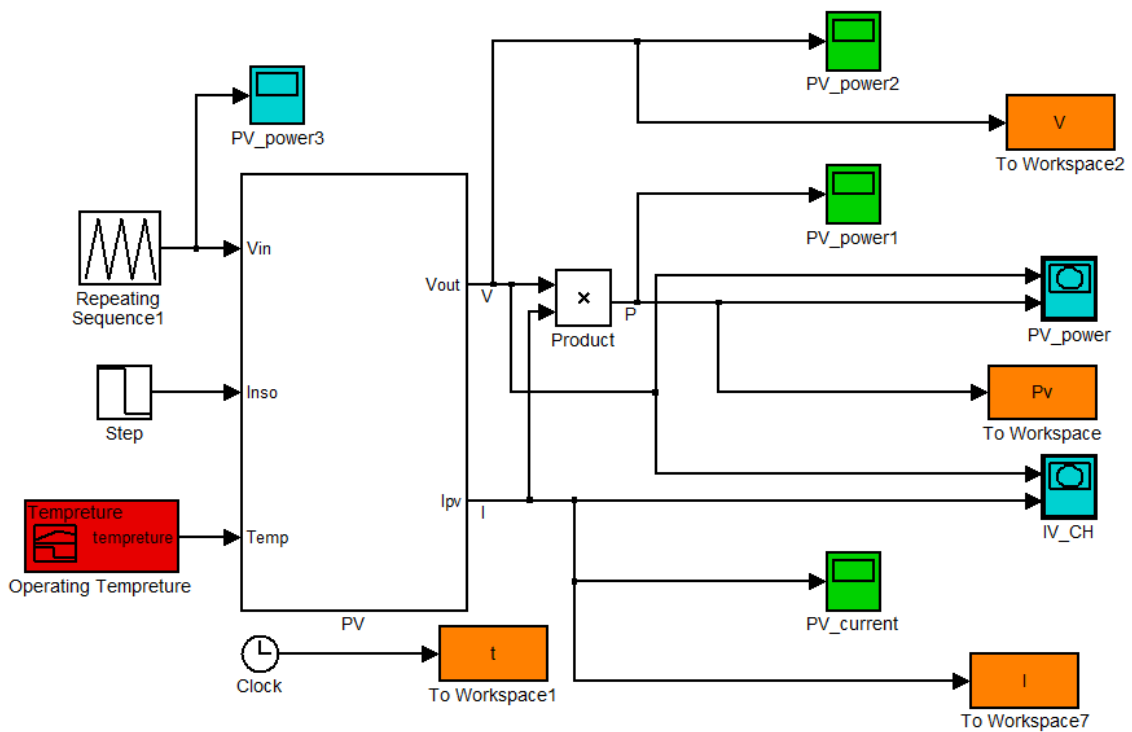 PV_power2
V
To Workspace2
PV_power3
PV_power1
Repeating
Sequence1
Vin
Vout
V
×
P
Product
PV_power
Step
Inso
Pv
To Workspace
Tempreture
tempreture
Operating Tempreture
Temp
Ipv
I
IV_CH
PV
PV_current
Clock
t
To Workspace1
I
To Workspace7